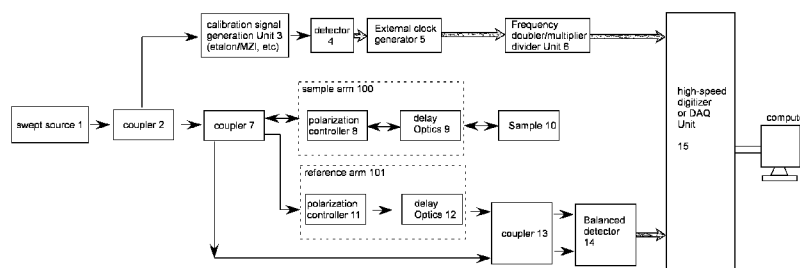 calibration signal
generation Unit 3
(etalon/MZI, etc)
detector
4
External clock
generator 5
Frequency
doubler/multiplier
divider Unit 6
high-speed
digitizer
or DAQ
Unit
15
compute
swept source 1
coupler 2
coupler 7
sample arm 100
polarization
controller 8
delay
Optics 9
Sample 10
reference arm 101
polarization
controller 11
delay
Optics 12
coupler 13
Balanced
detector
14